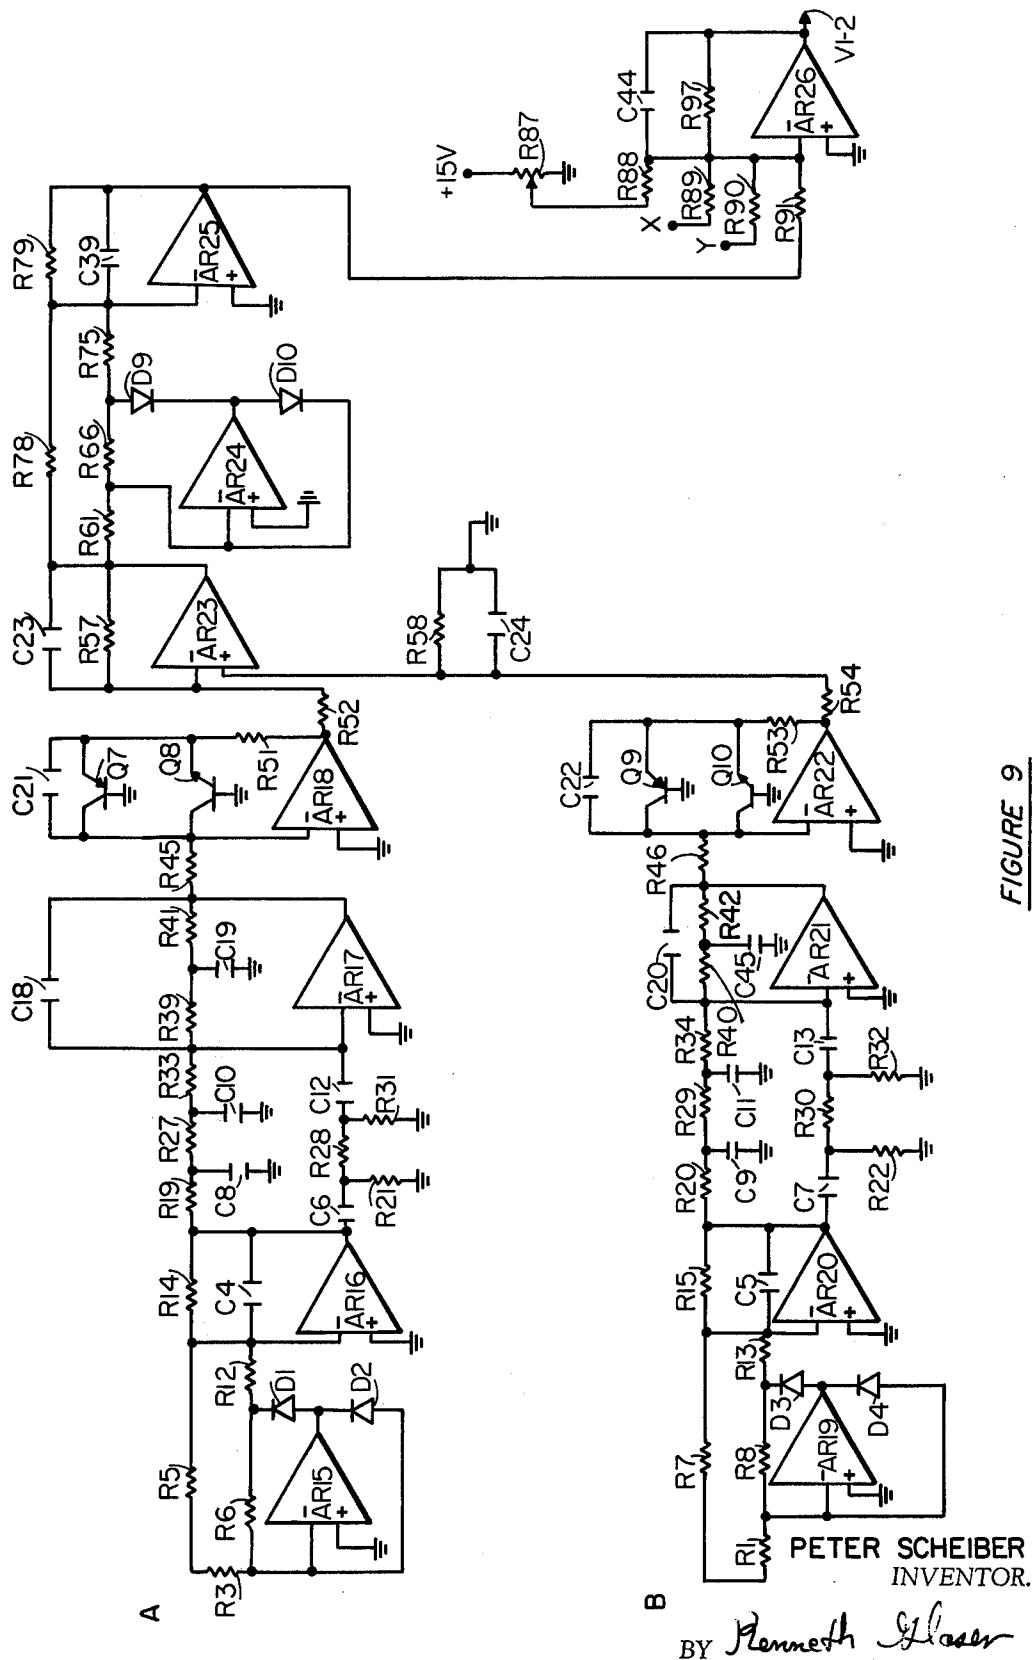 A
R3
R5
R6
AR15
D1
D2
R12
R14
C4
AR16
R19
C8
C6
R21
R27
R28
C10
R33
C12
R31
C18
R39
C19
R41
AR17
R45
C21
Q7
Q8
R51
AR18
R52
C23
R57
AR23
R58
C24
R61
R66
R78
AR24
D9
D10
R75
R79
C39
AR25
B
R1
R7
R8
AR19
D3
D4
R13
R15
C5
AR20
R20
C9
C7
R22
R29
R30
C11
R34
C13
R32
R40
C20
C45
R42
AR21
R46
C22
Q9
Q10
R53
AR22
R54
+15V
R87
R88
X
R89
Y
R90
R91
C44
R97
AR26
V1-2
FIGURE 9
PETER SCHEIBER
INVENTOR.
BY Kenneth Glaser